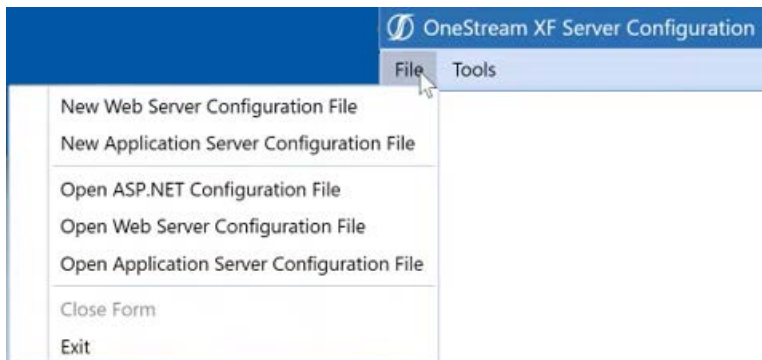 OneStream XF Server Configuration
File Tools
New Web Server Configuration File
New Application Server Configuration File
Open ASP.NET Configuration File
Open Web Server Configuration File
Open Application Server Configuration File
Close Form
Exit